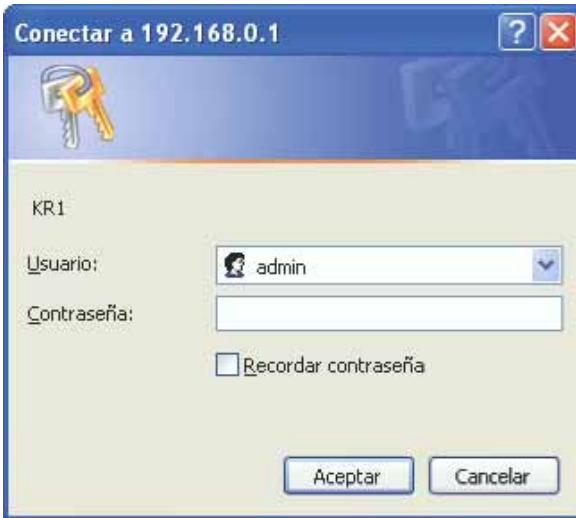 Conectar a 192.168.0.1
KR1
Usuario: admin
Contraseña:
Recordar contraseña
Aceptar Cancelar